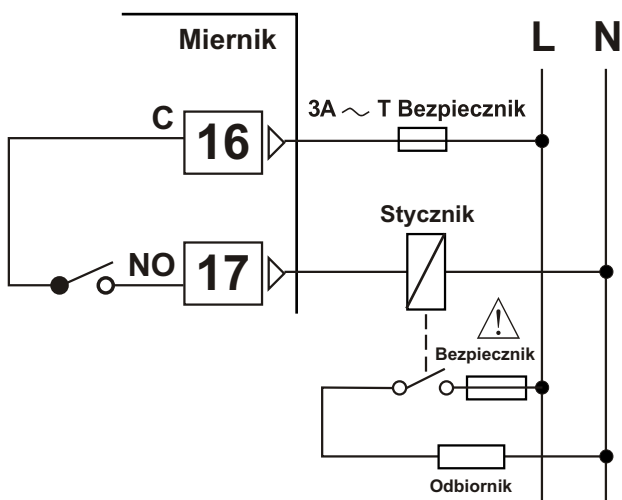 Miernik
L N
C
16
3A ~ T Bezpiecznik
Stycznik
NO
17
Bezpiecznik
Odbiornik